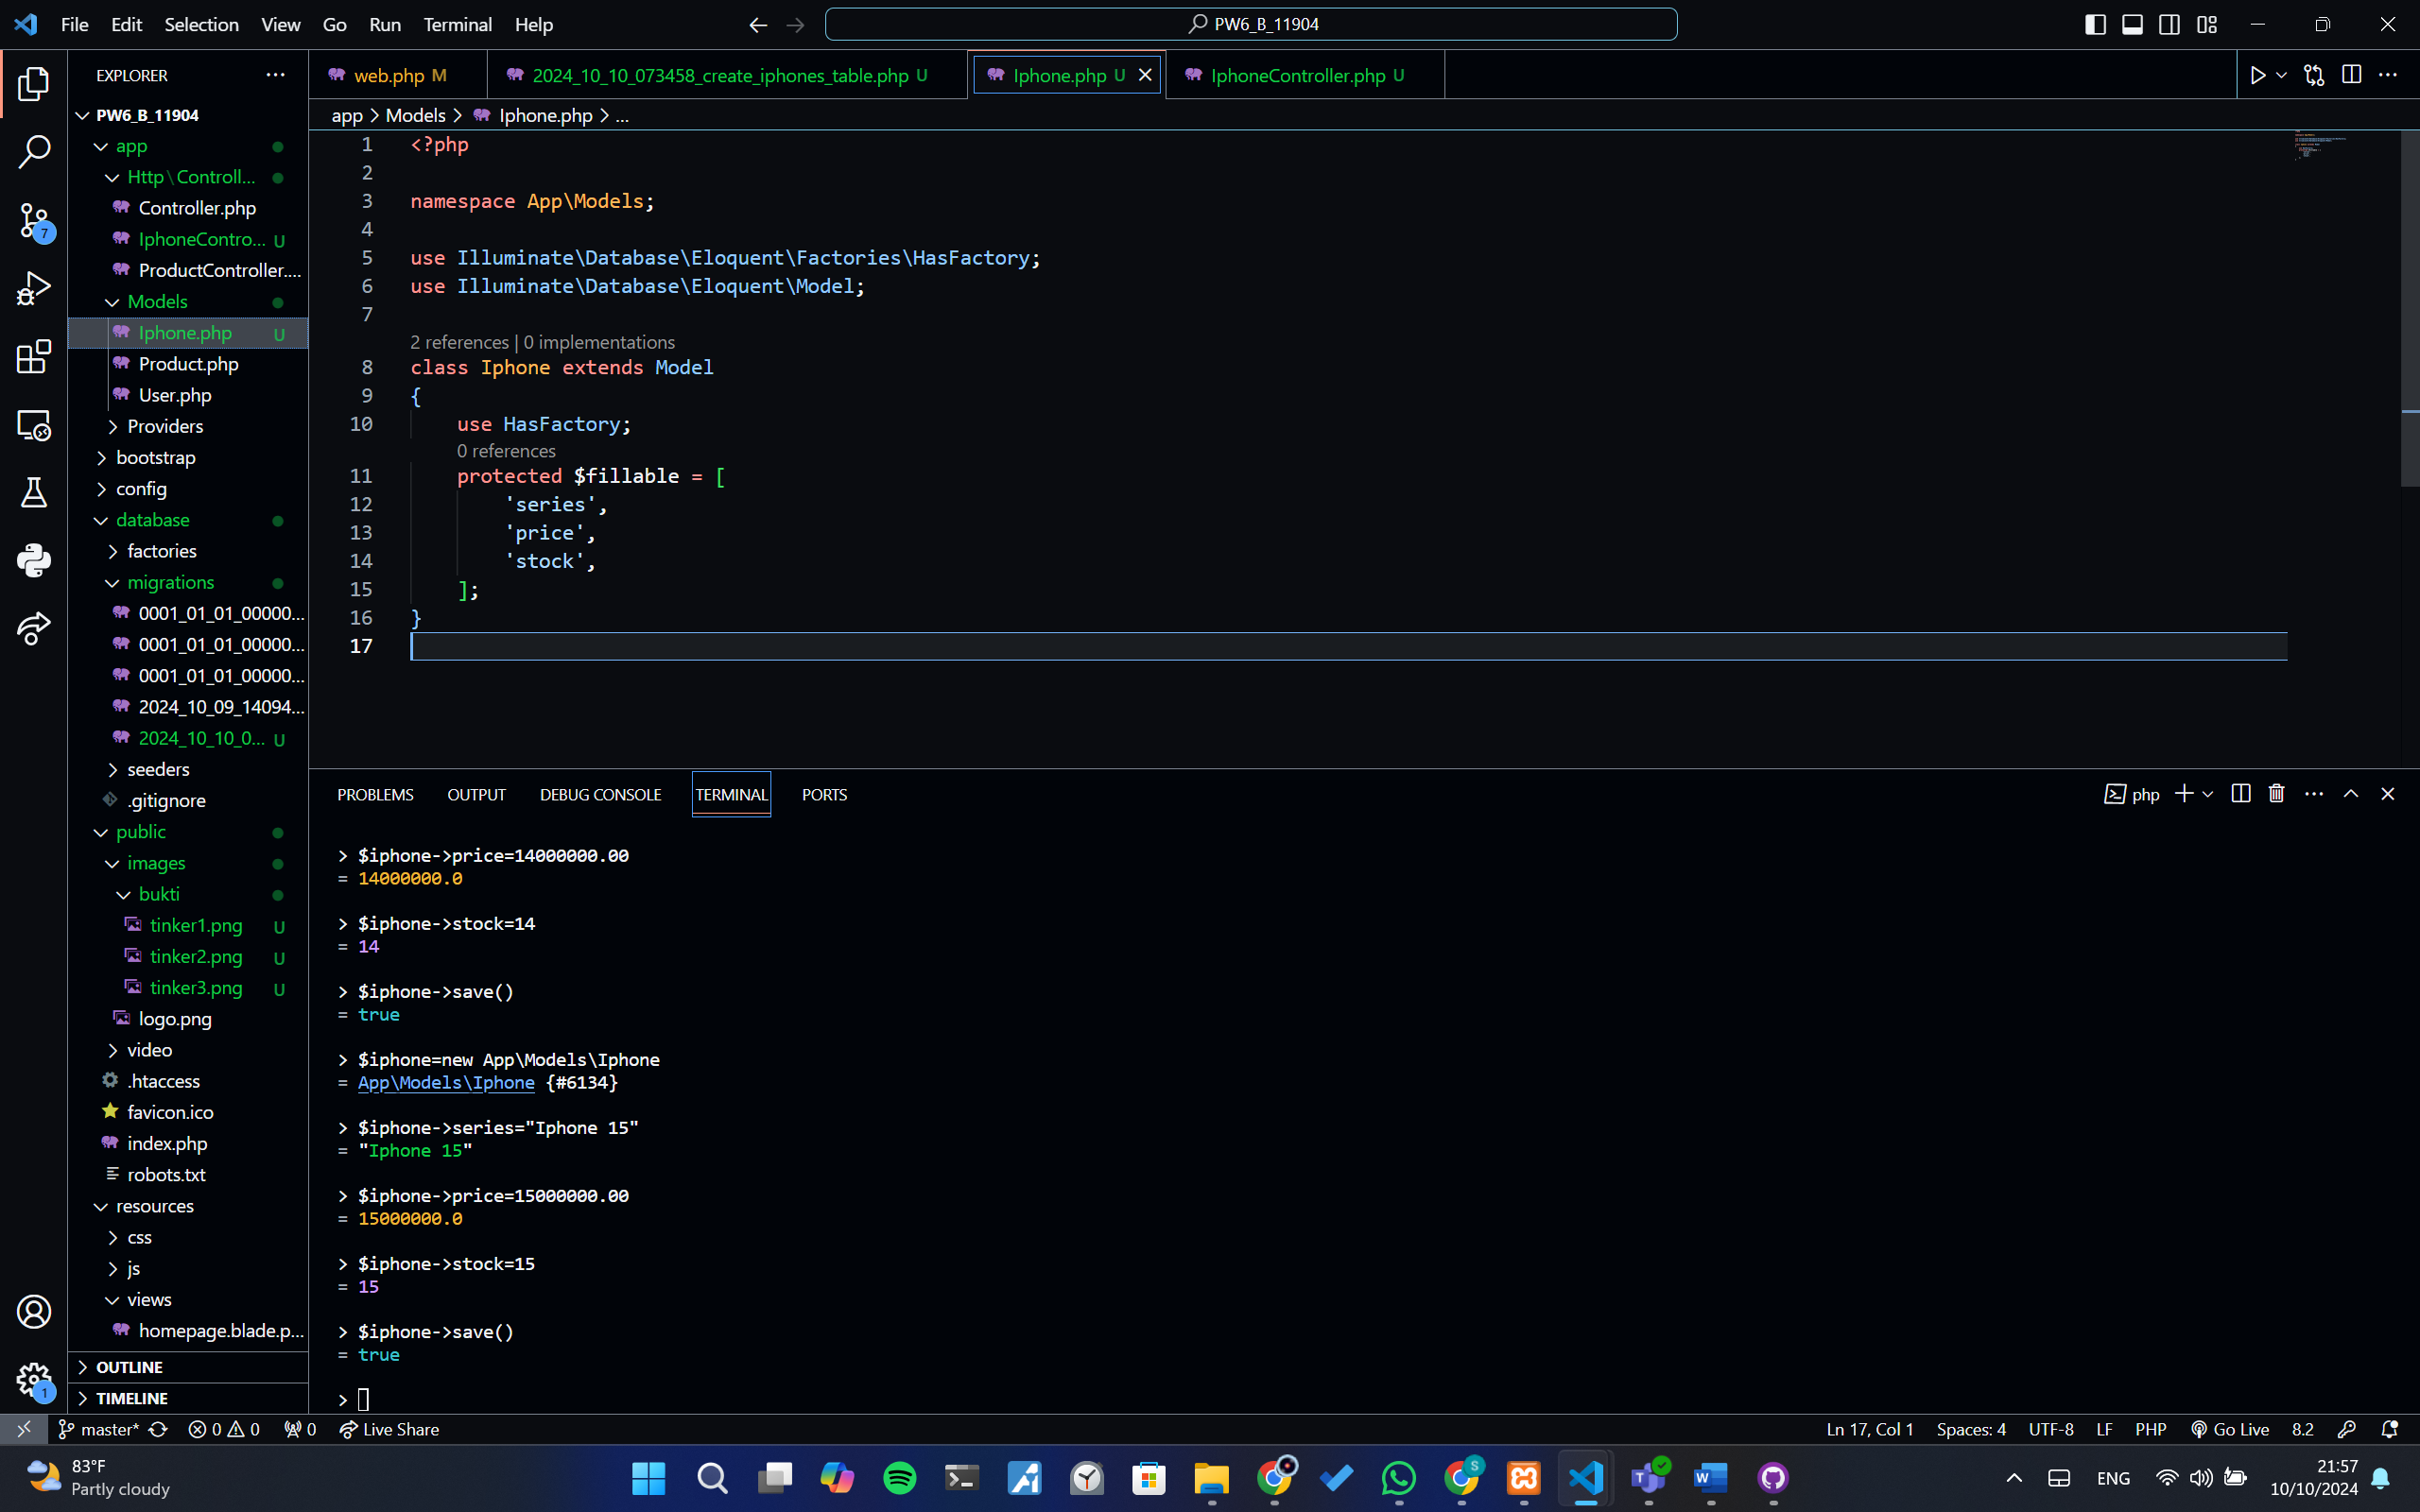 File Edit Selection View Go Run Terminal Help
PW6_B_11904
EXPLORER
PW6_B_11904
app
Http\Controll...
Controller.php
IphoneContro... U
ProductController....
Models
Iphone.php U
Product.php
User.php
Providers
bootstrap
config
database
factories
migrations
0001_01_01_00000...
0001_01_01_00000...
0001_01_01_00000...
2024_10_09_14094...
2024_10_10_0... U
seeders
.gitignore
public
images
bukti
tinker1.png U
tinker2.png U
tinker3.png U
logo.png
video
.htaccess
favicon.ico
index.php
robots.txt
resources
css
js
views
homepage.blade.p...
OUTLINE
TIMELINE
7
1
web.php M
2024_10_10_073458_create_iphones_table.php U
Iphone.php U
IphoneController.php U
app > Models > Iphone.php > ...
1 <?php
2
3 namespace App\Models;
4
5 use Illuminate\Database\Eloquent\Factories\HasFactory;
6 use Illuminate\Database\Eloquent\Model;
7
2 references | 0 implementations
8 class Iphone extends Model
9 {
10 use HasFactory;
0 references
11 protected $fillable = [
12 'series',
13 'price',
14 'stock',
15 ];
16 }
17
PROBLEMS OUTPUT DEBUG CONSOLE TERMINAL PORTS
php
> $iphone->price=14000000.00
= 14000000.0
> $iphone->stock=14
= 14
> $iphone->save()
= true
> $iphone=new App\Models\Iphone
= App\Models\Iphone {#6134}
> $iphone->series="Iphone 15"
= "Iphone 15"
> $iphone->price=15000000.00
= 15000000.0
> $iphone->stock=15
= 15
> $iphone->save()
= true
>
master* 0 0 0 Live Share
Ln 17, Col 1 Spaces: 4 UTF-8 LF PHP Go Live 8.2
83°F
Partly cloudy
ENG
21:57
10/10/2024